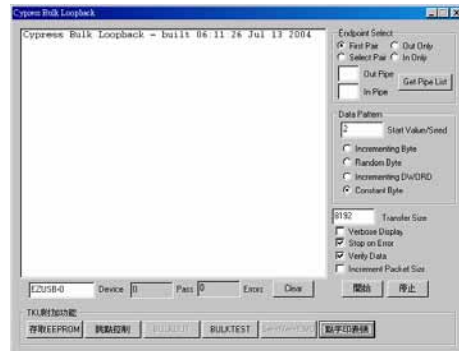 Cypress Bulk Loopback
Cypress Bulk Loopback - built 06:11:26 Jul 13 2004
Endpoint Select
First Pair
Out Only
Select Pair
In Only
Out Pipe
In Pipe
Get Pipe List
Data Pattern
2
Start Value/Seed
Incrementing Byte
Random Byte
Incrementing DWORD
Constant Byte
8192
Transfer Size
Verbose Display
Stop on Error
Verify Data
Increment Packet Size
EZUSB-0
Device
0
Pass
0
Errors
Clear
開始
停止
TKU附加功能
存取EEPROM
BULKTEST